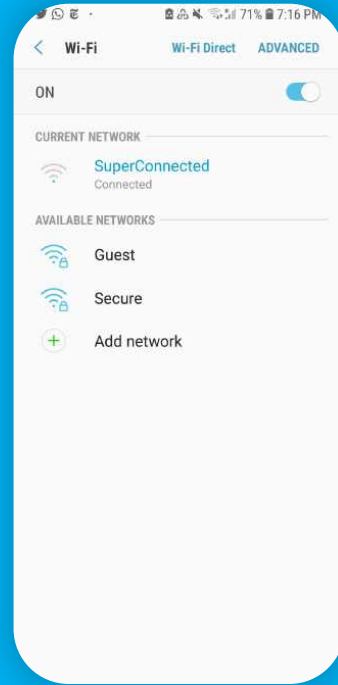 71% 7:16 PM
Wi-Fi Wi-Fi Direct ADVANCED
ON
CURRENT NETWORK
SuperConnected
Connected
AVAILABLE NETWORKS
Guest
Secure
Add network